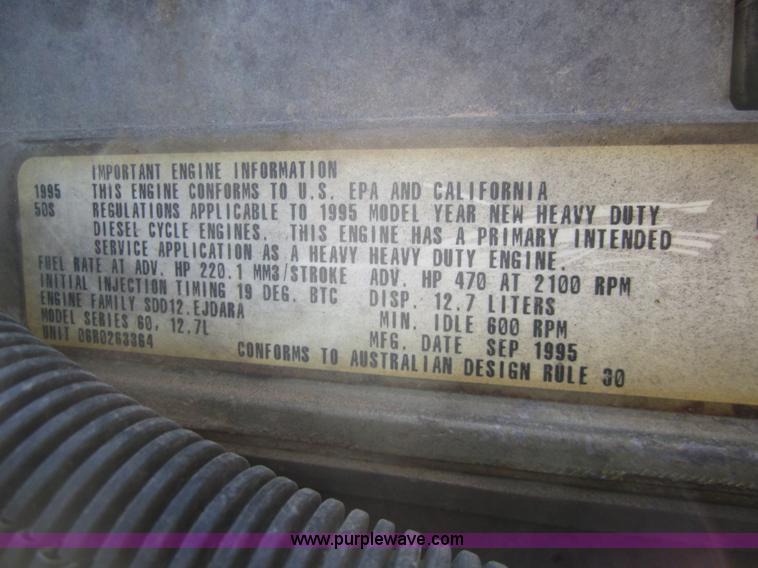 IMPORTANT ENGINE INFORMATION
1995 THIS ENGINE CONFORMS TO U.S. EPA AND CALIFORNIA
50S REGULATIONS APPLICABLE TO 1995 MODEL YEAR NEW HEAVY DUTY
DIESEL CYCLE ENGINES. THIS ENGINE HAS A PRIMARY INTENDED
SERVICE APPLICATION AS A HEAVY HEAVY DUTY ENGINE.
FUEL RATE AT ADV. HP 220.1 MM3/STROKE ADV. HP 470 AT 2100 RPM
INITIAL INJECTION TIMING 19 DEG. BTC DISP. 12.7 LITERS
ENGINE FAMILY SDD12.EJDARA MIN. IDLE 600 RPM
MODEL SERIES 60, 12.7L MFG. DATE SEP 1995
UNIT 06R0263364 CONFORMS TO AUSTRALIAN DESIGN RULE 30
www.purplewave.com